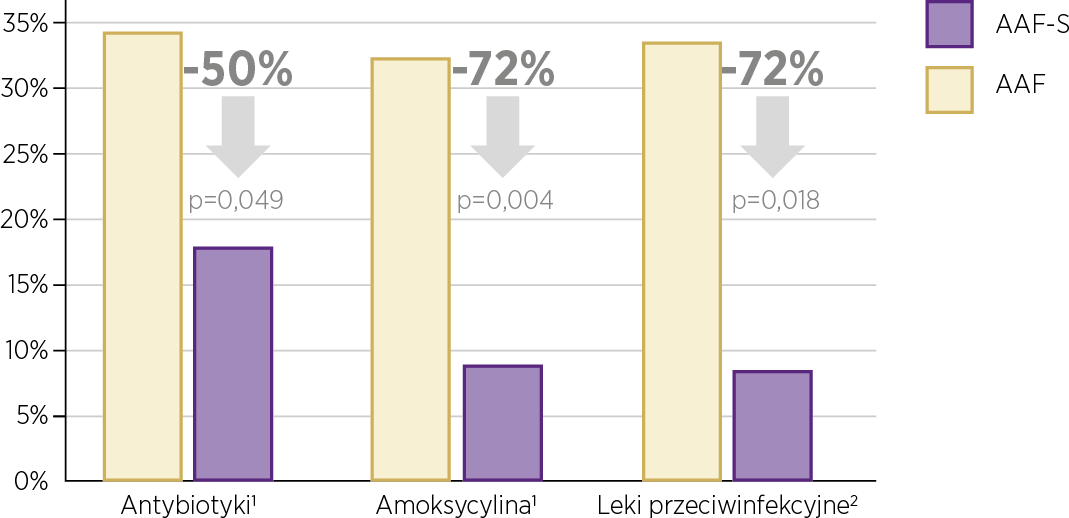 35%
30%
25%
20%
15%
10%
5%
0%
-50%
p=0,049
-72%
p=0,004
-72%
p=0,018
Antybiotyki¹
Amoksycylina¹
Leki przeciwinfekcyjne²
AAF-S
AAF